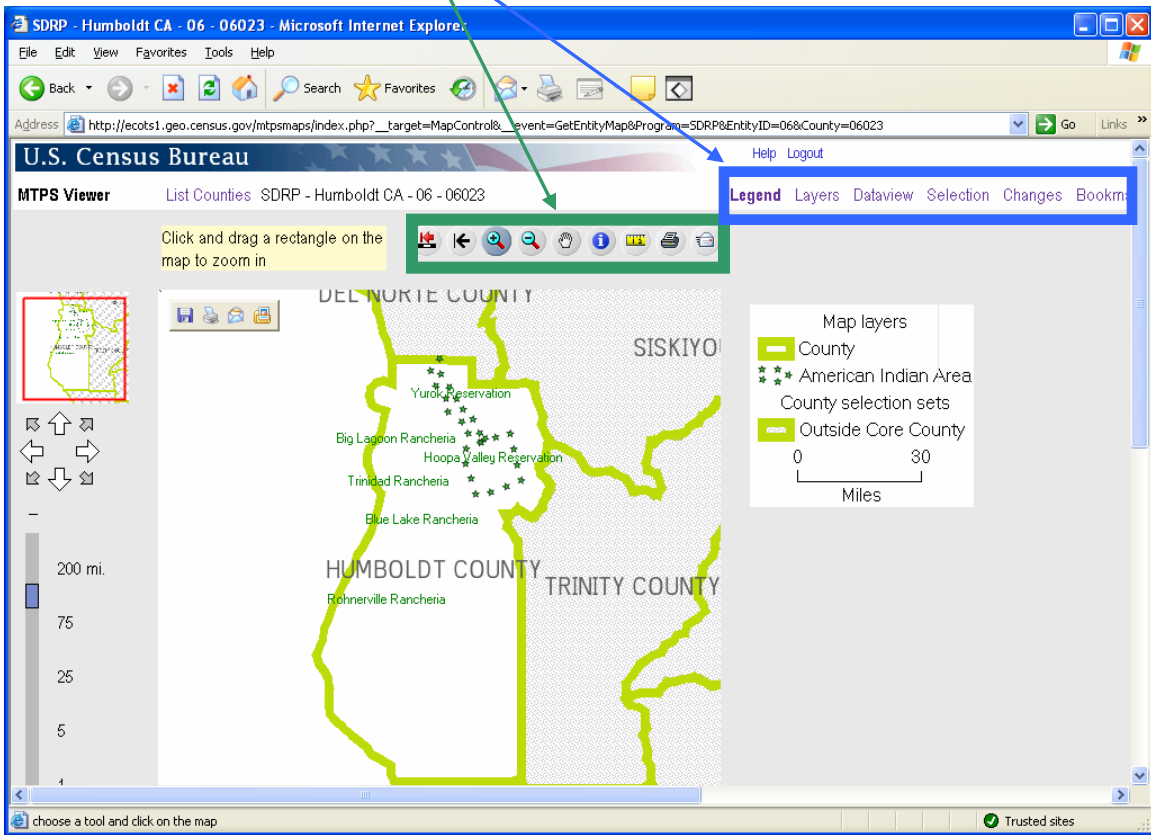 SDRP - Humboldt CA - 06 - 06023 - Microsoft Internet Explorer
File Edit View Favorites Tools Help
Back Search Favorites
Address http://ecots1.geo.census.gov/mtpsmaps/index.php?__target=MapControl&__event=GetEntityMap&Program=SDRP&EntityID=06&County=06023 Go Links »
U.S. Census Bureau Help Logout
MTPS Viewer List Counties SDRP - Humboldt CA - 06 - 06023 Legend Layers Dataview Selection Changes
Click and drag a rectangle on the
map to zoom in
DEL NORTE COUNTY
Map layers
County
American Indian Area
County selection sets
Outside Core County
0 30
Miles
Yurok Reservation
Big Lagoon Rancheria
Hoopa Valley Reservation
Trinidad Rancheria
Blue Lake Rancheria
HUMBOLDT COUNTY
TRINITY COUNTY
Rohnerville Rancheria
200 mi.
75
25
5
choose a tool and click on the map Trusted sites